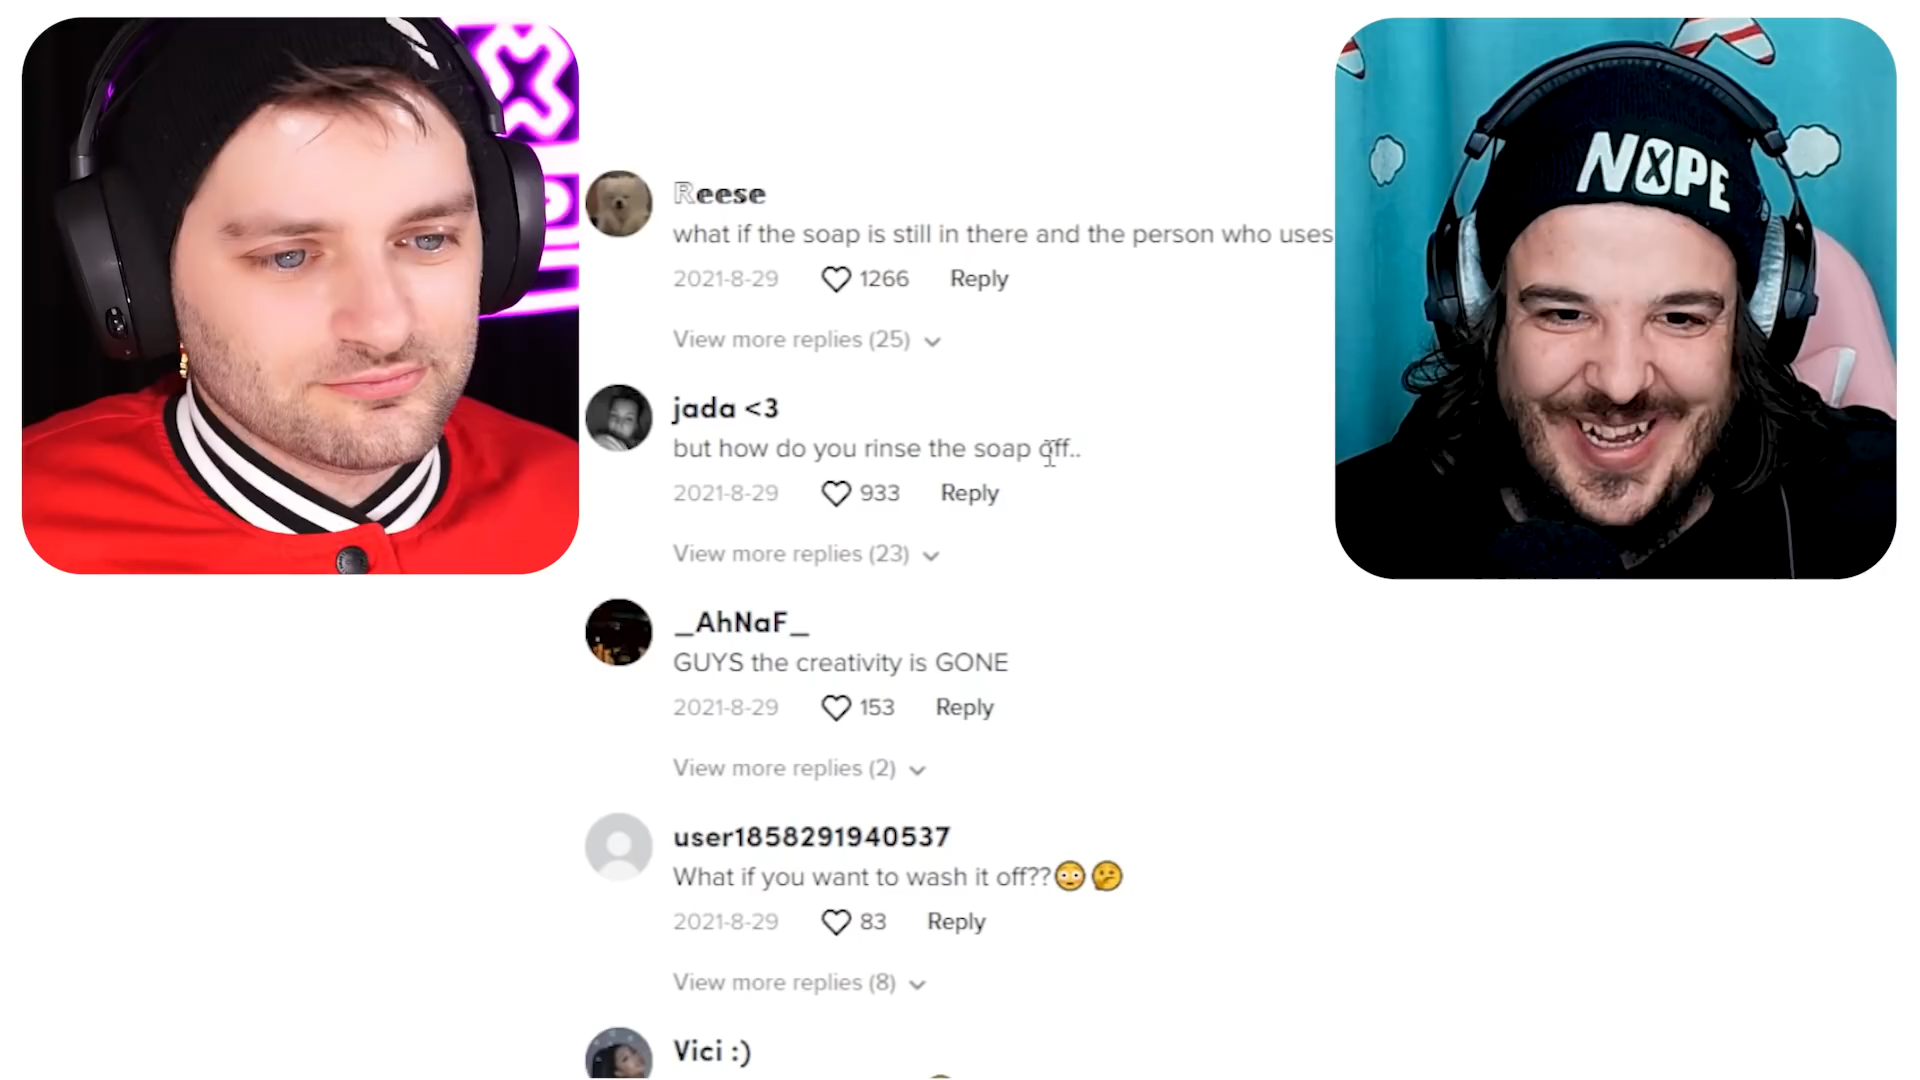 NOPE
Reese
what if the soap is still in there and the person who uses
2021-8-29 1266 Reply
View more replies (25)
jada <3
but how do you rinse the soap off..
2021-8-29 933 Reply
View more replies (23)
_AhNaF_
GUYS the creativity is GONE
2021-8-29 153 Reply
View more replies (2)
user1858291940537
What if you want to wash it off??😳🤔
2021-8-29 83 Reply
View more replies (8)
Vici :)